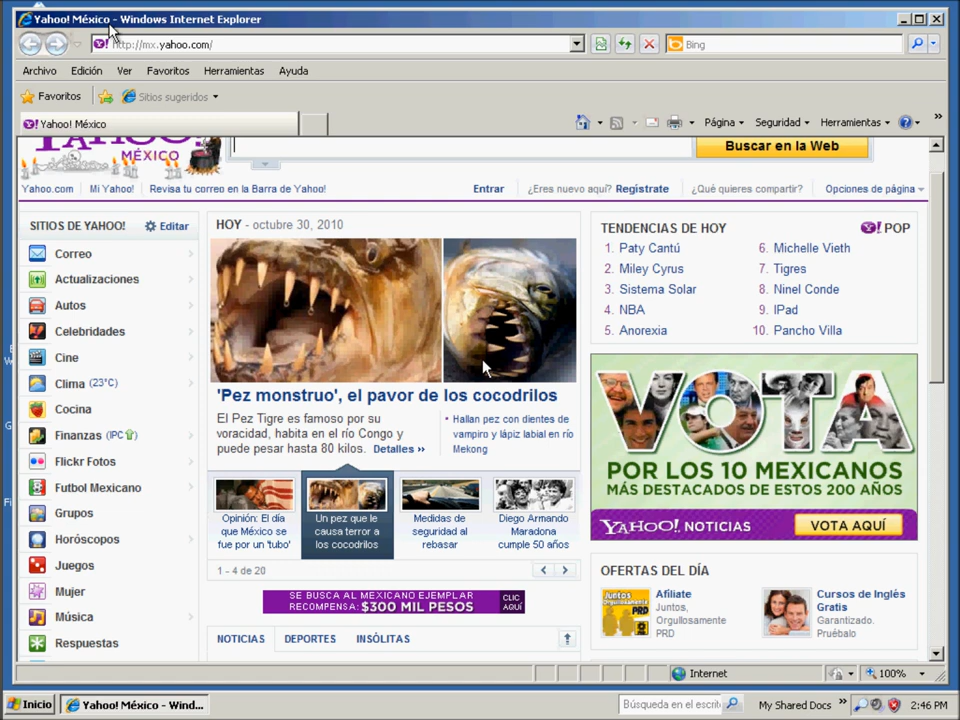 Yahoo! México - Windows Internet Explorer
http://mx.yahoo.com/
Bing
Archivo Edición Ver Favoritos Herramientas Ayuda
Favoritos Sitios sugeridos
Yahoo! México
Página Seguridad Herramientas
MÉXICO
Buscar en la Web
Yahoo.com Mi Yahoo! Revisa tu correo en la Barra de Yahoo!
Entrar ¿Eres nuevo aquí? Regístrate ¿Qué quieres compartir? Opciones de página
SITIOS DE YAHOO! Editar
Correo
Actualizaciones
Autos
Celebridades
Cine
Clima (23°C)
Cocina
Finanzas (IPC)
Flickr Fotos
Futbol Mexicano
Grupos
Horóscopos
Juegos
Mujer
Música
Respuestas
HOY - octubre 30, 2010
'Pez monstruo', el pavor de los cocodrilos
El Pez Tigre es famoso por su
voracidad, habita en el río Congo y
puede pesar hasta 80 kilos. Detalles ››
• Hallan pez con dientes de
vampiro y lápiz labial en río
Mekong
Opinión: El día
que México se
fue por un 'tubo'
Un pez que le
causa terror a
los cocodrilos
Medidas de
seguridad al
rebasar
Diego Armando
Maradona
cumple 50 años
1 - 4 de 20
SE BUSCA AL MEXICANO EJEMPLAR
RECOMPENSA: $300 MIL PESOS
CLIC
AQUÍ
NOTICIAS DEPORTES INSÓLITAS
TENDENCIAS DE HOY
Y! POP
1. Paty Cantú
2. Miley Cyrus
3. Sistema Solar
4. NBA
5. Anorexia
6. Michelle Vieth
7. Tigres
8. Ninel Conde
9. IPad
10. Pancho Villa
VOTA
POR LOS 10 MEXICANOS
MÁS DESTACADOS DE ESTOS 200 AÑOS
YAHOO! NOTICIAS
VOTA AQUÍ
OFERTAS DEL DÍA
Juntos
Orgullosamente
PRD
Afíliate
Juntos,
Orgullosamente
PRD
Cursos de Inglés
Gratis
Garantizado.
Pruébalo
Internet
100%
Inicio
Yahoo! México - Wind...
Búsqueda en el escrit
My Shared Docs
2:46 PM